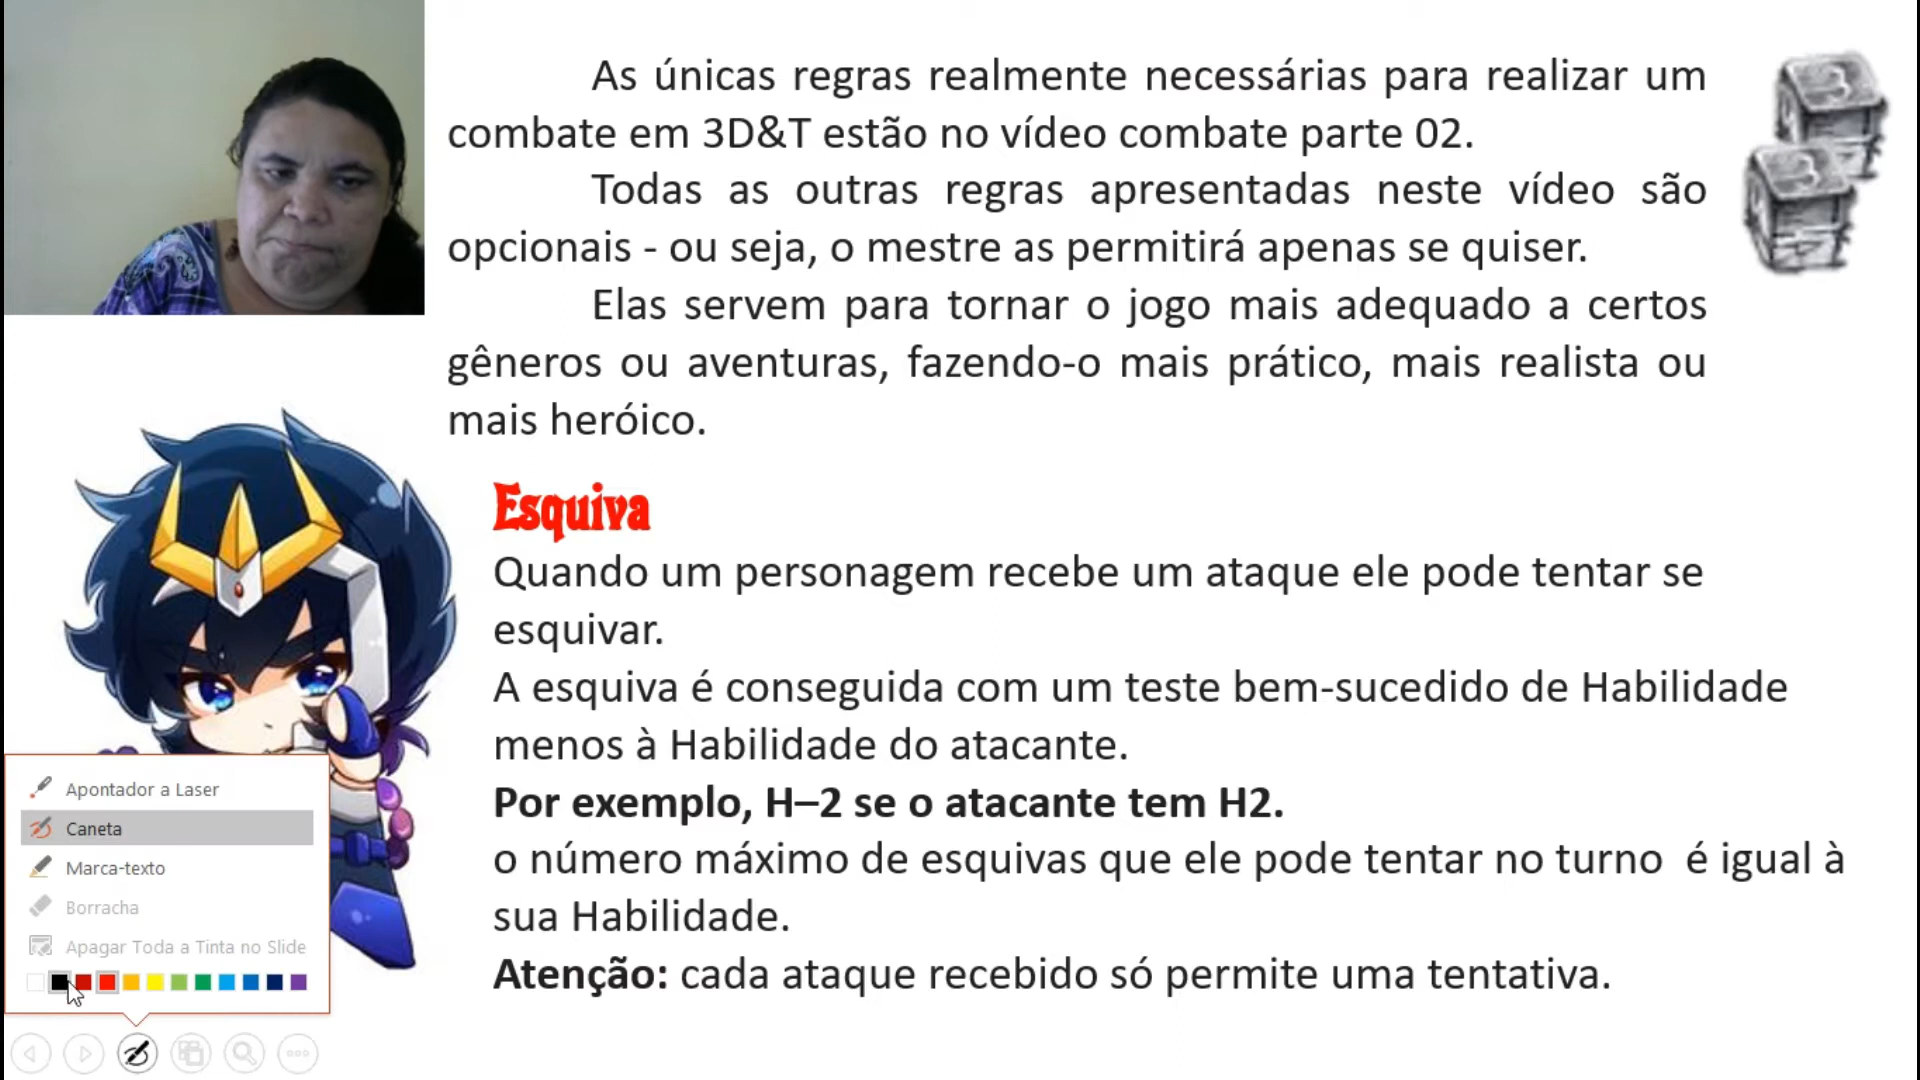 As únicas regras realmente necessárias para realizar um
combate em 3D&T estão no vídeo combate parte 02.
Todas as outras regras apresentadas neste vídeo são
opcionais - ou seja, o mestre as permitirá apenas se quiser.
Elas servem para tornar o jogo mais adequado a certos
gêneros ou aventuras, fazendo-o mais prático, mais realista ou
mais heróico.
Esquiva
Quando um personagem recebe um ataque ele pode tentar se
esquivar.
A esquiva é conseguida com um teste bem-sucedido de Habilidade
menos à Habilidade do atacante.
Por exemplo, H–2 se o atacante tem H2.
o número máximo de esquivas que ele pode tentar no turno  é igual à
sua Habilidade.
Atenção: cada ataque recebido só permite uma tentativa.
Apontador a Laser
Caneta
Marca-texto
Borracha
Apagar Toda a Tinta no Slide